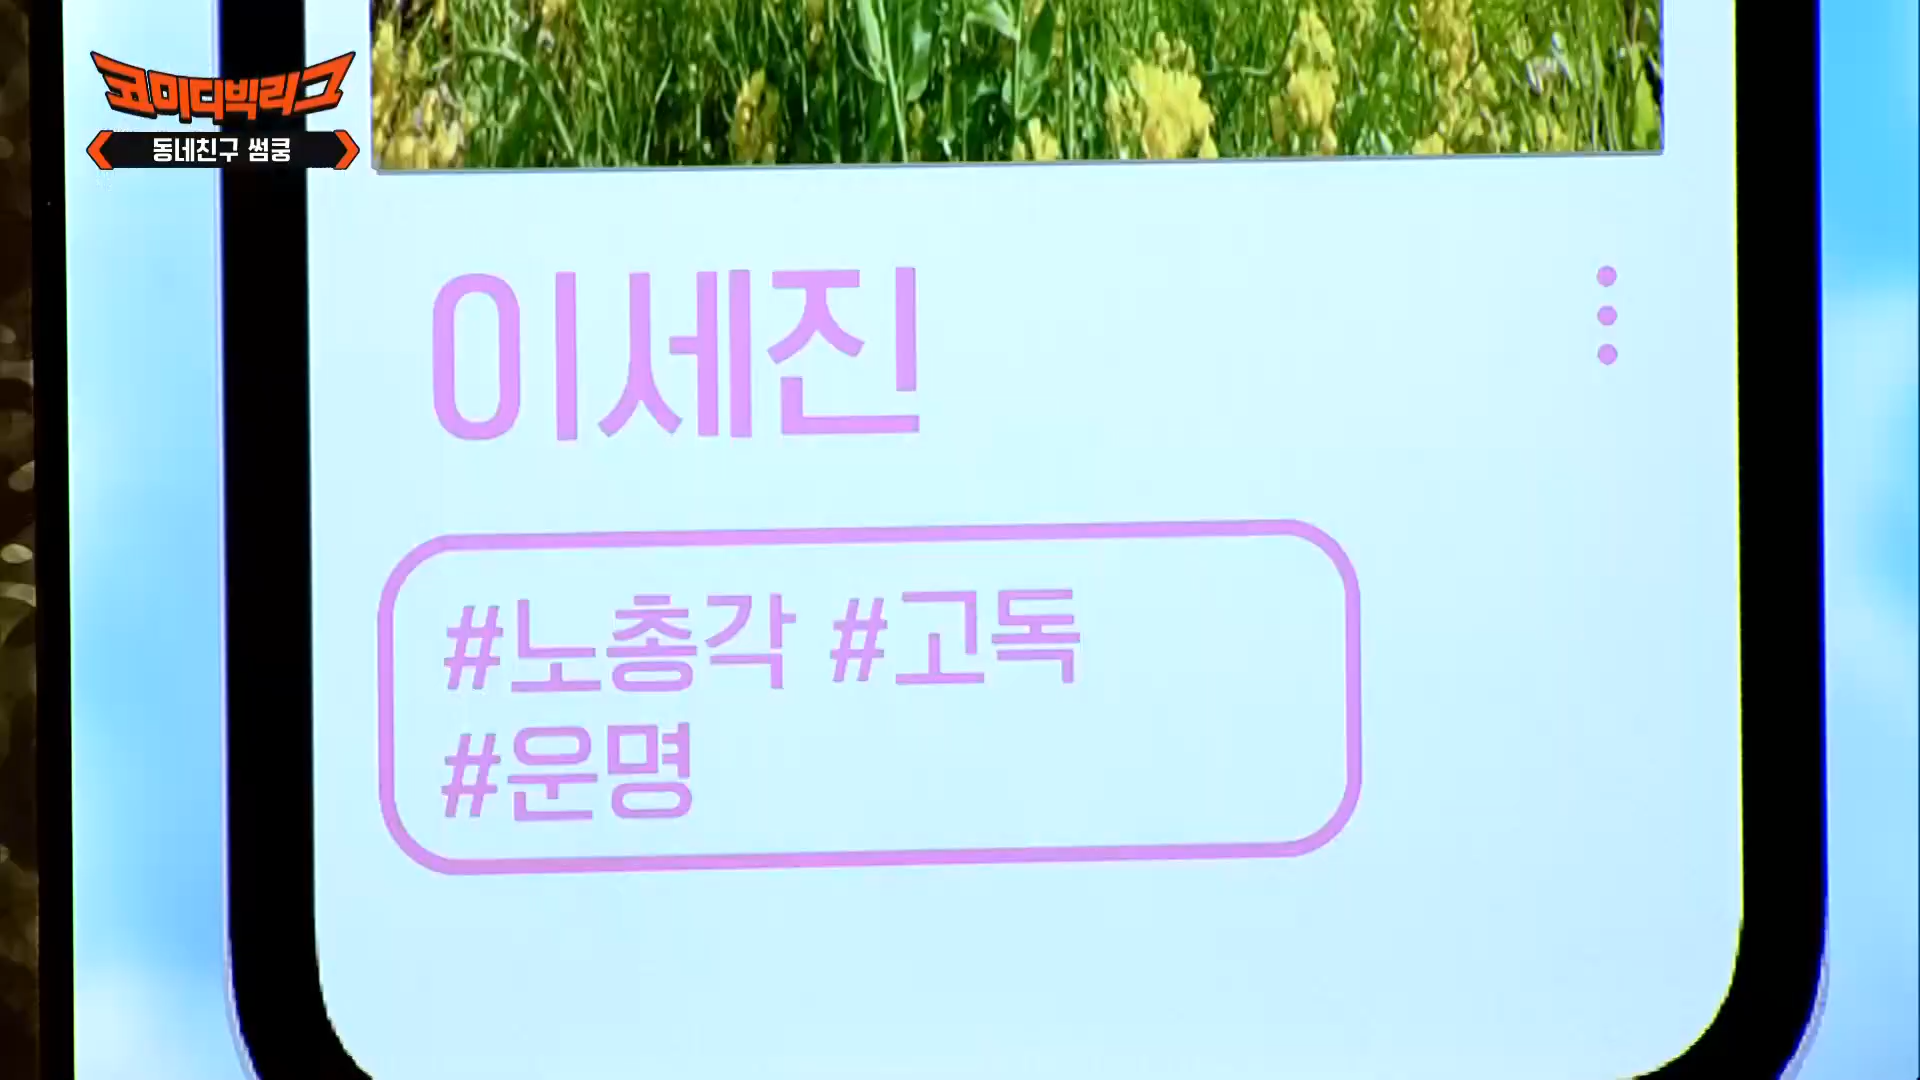 코미디빅리그
동네친구 썸쿵
이세진
#노총각 #고독
#운명